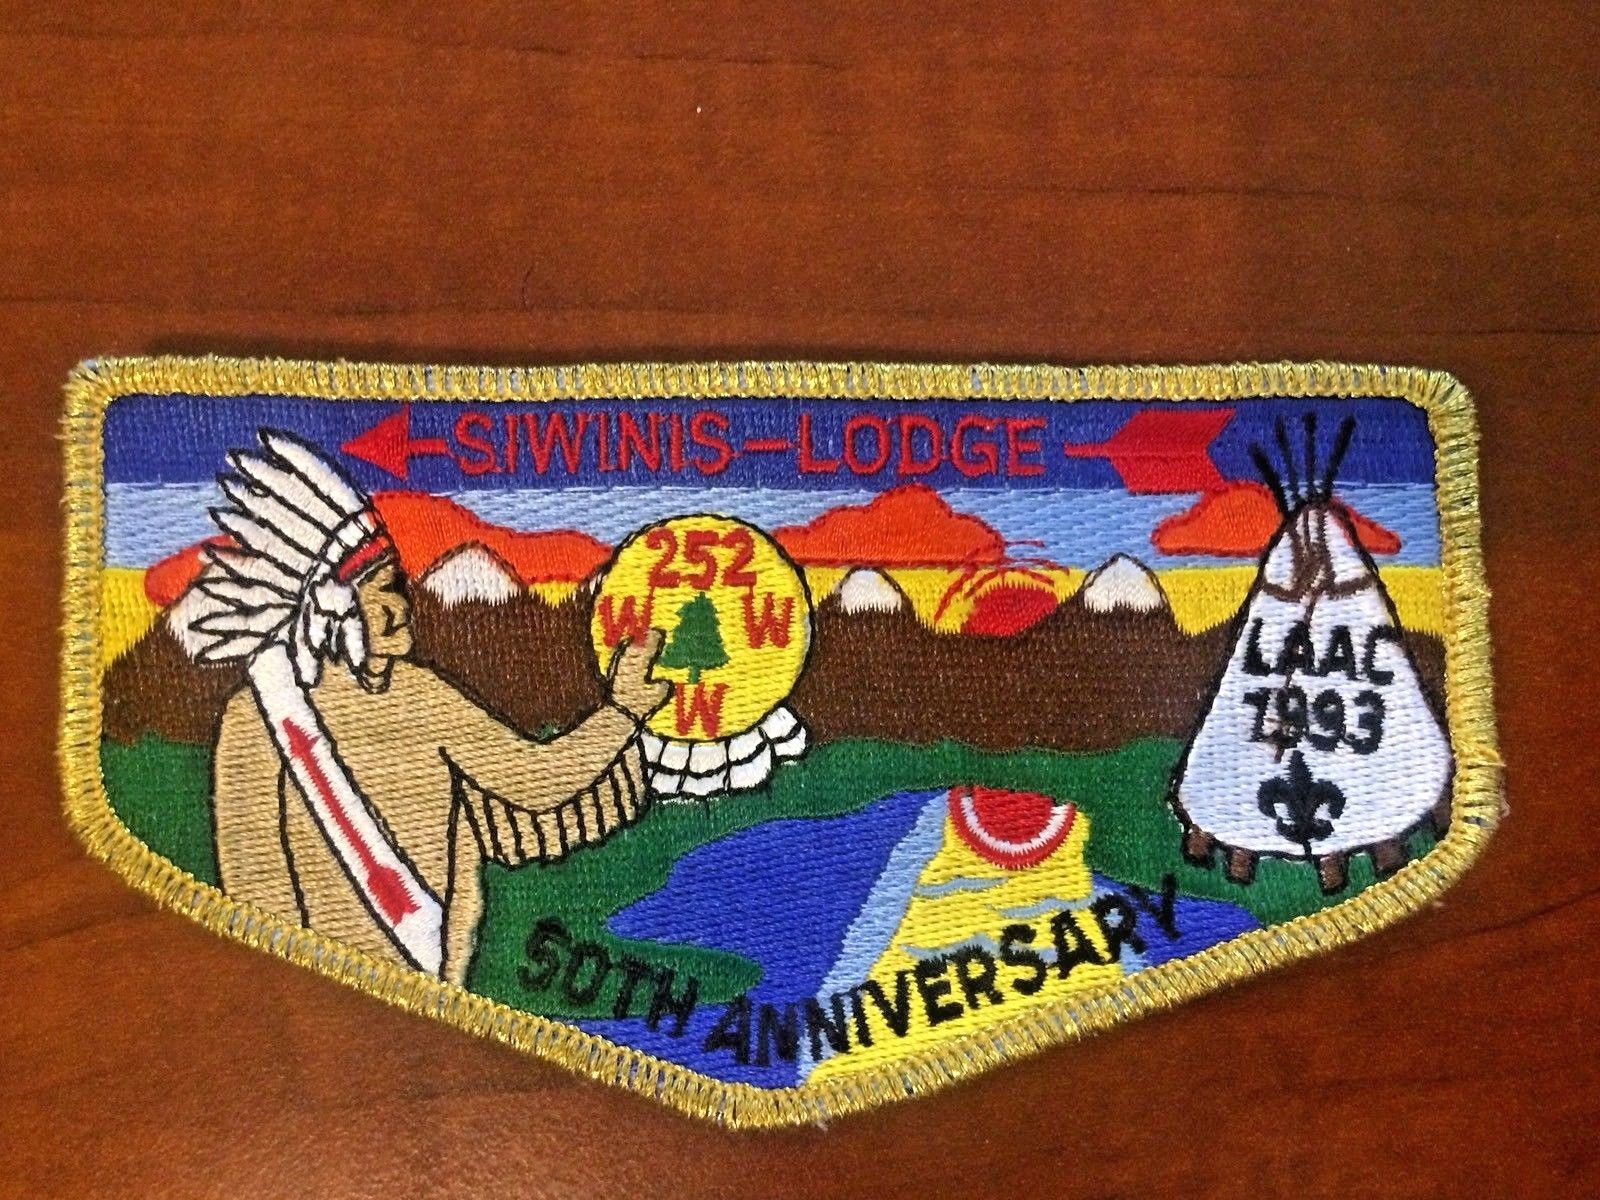 SIWINIS-LODGE
252
W W
W
LAAC
1993
50TH ANNIVERSARY